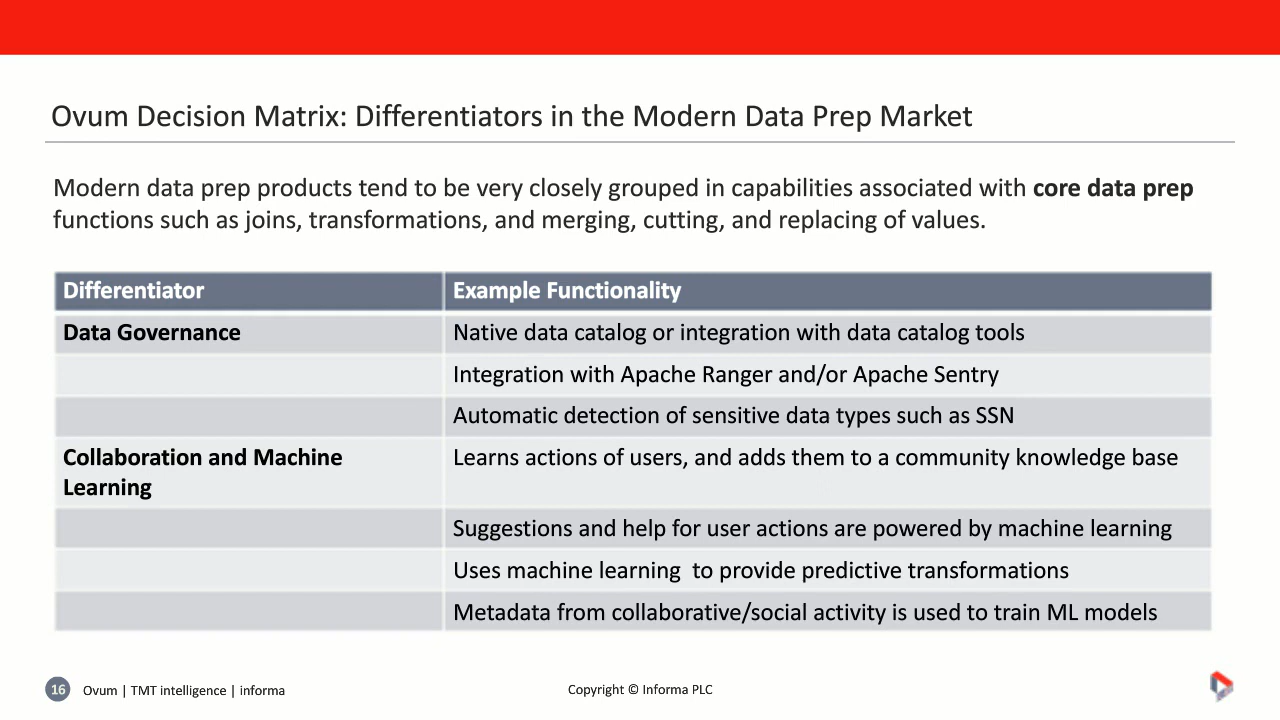 Ovum Decision Matrix: Differentiators in the Modern Data Prep Market
Modern data prep products tend to be very closely grouped in capabilities associated with core data prep
functions such as joins, transformations, and merging, cutting, and replacing of values.
Differentiator Example Functionality
Data Governance Native data catalog or integration with data catalog tools
Integration with Apache Ranger and/or Apache Sentry
Automatic detection of sensitive data types such as SSN
Collaboration and Machine Learns actions of users, and adds them to a community knowledge base
Learning
Suggestions and help for user actions are powered by machine learning
Uses machine learning  to provide predictive transformations
Metadata from collaborative/social activity is used to train ML models
16 Ovum | TMT intelligence | informa Copyright © Informa PLC